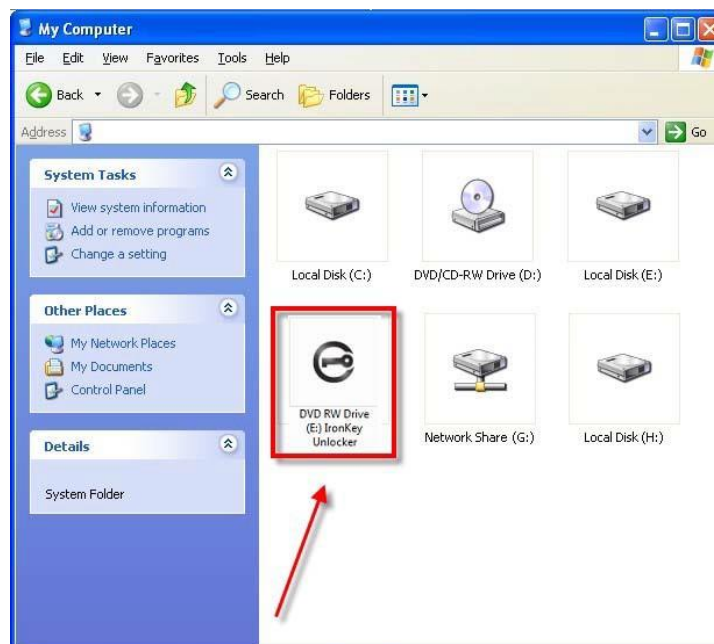 My Computer
File Edit View Favorites Tools Help
Back Search Folders
Address Go
System Tasks
View system information
Add or remove programs
Change a setting
Other Places
My Network Places
My Documents
Control Panel
Details
System Folder
Local Disk (C:) DVD/CD-RW Drive (D:) Local Disk (E:)
DVD RW Drive
(E:) IronKey
Unlocker
Network Share (G:) Local Disk (H:)